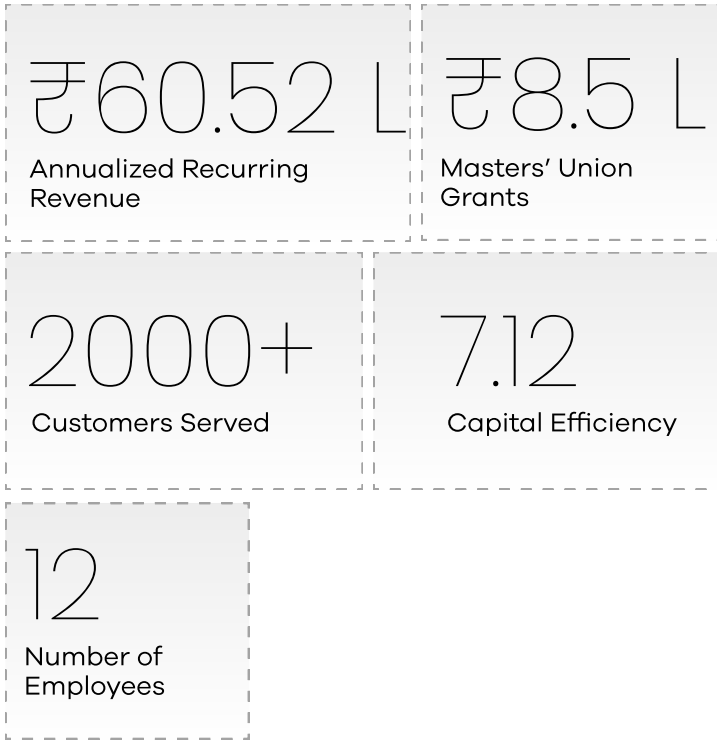 ₹60.52 L
Annualized Recurring
Revenue
₹8.5 L
Masters’ Union
Grants
2000+
Customers Served
7.12
Capital Efficiency
12
Number of
Employees